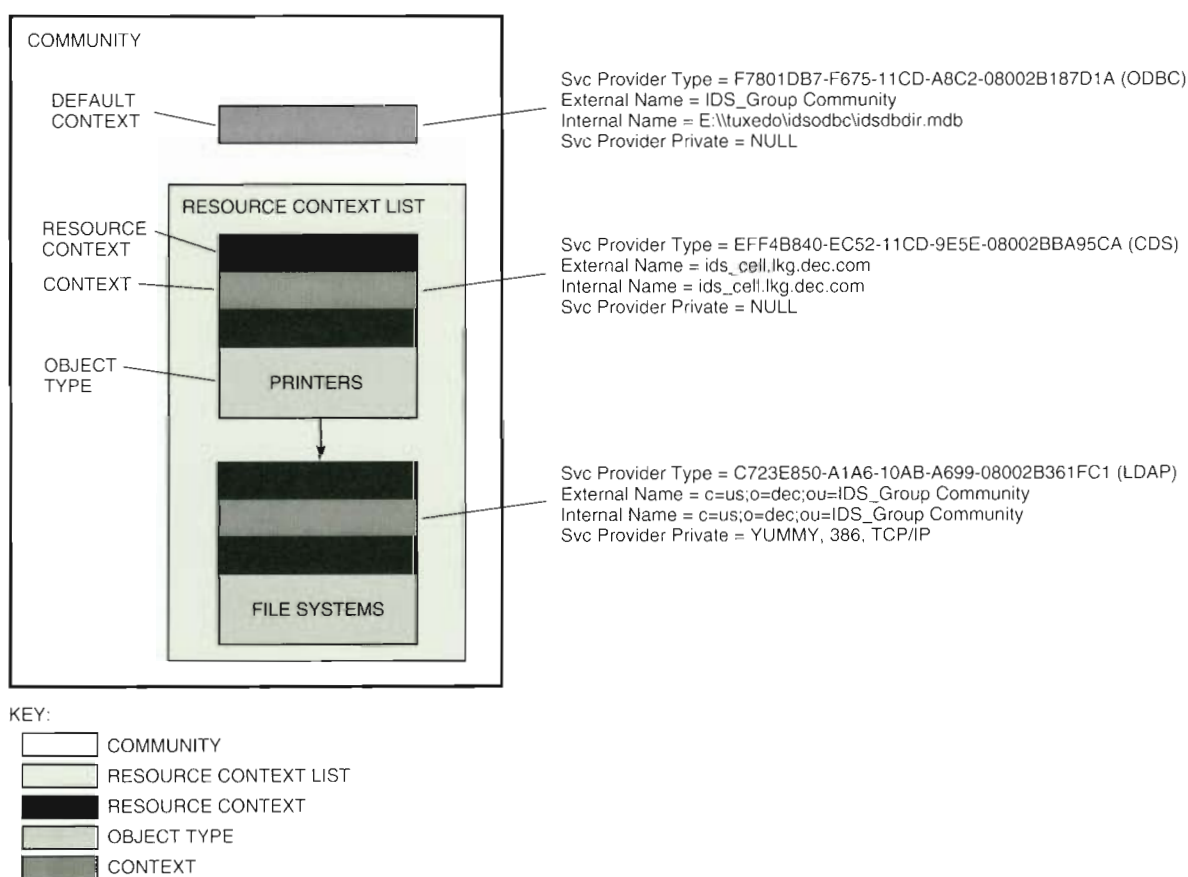 COMMUNITY
DEFAULT
CONTEXT
Svc Provider Type = F7801DB7-F675-11CD-A8C2-08002B187D1A (ODBC)
External Name = IDS_Group Community
Internal Name = E:\\tuxedo\idsodbc\idsdbdir.mdb
Svc Provider Private = NULL
RESOURCE CONTEXT LIST
RESOURCE
CONTEXT
CONTEXT
OBJECT
TYPE
PRINTERS
Svc Provider Type = EFF4B840-EC52-11CD-9E5E-08002BBA95CA (CDS)
External Name = ids_cell.lkg.dec.com
Internal Name = ids_cell.lkg.dec.com
Svc Provider Private = NULL
FILE SYSTEMS
Svc Provider Type = C723E850-A1A6-10AB-A699-08002B361FC1 (LDAP)
External Name = c=us;o=dec;ou=IDS_Group Community
Internal Name = c=us;o=dec;ou=IDS_Group Community
Svc Provider Private = YUMMY, 386, TCP/IP
KEY:
COMMUNITY
RESOURCE CONTEXT LIST
RESOURCE CONTEXT
OBJECT TYPE
CONTEXT